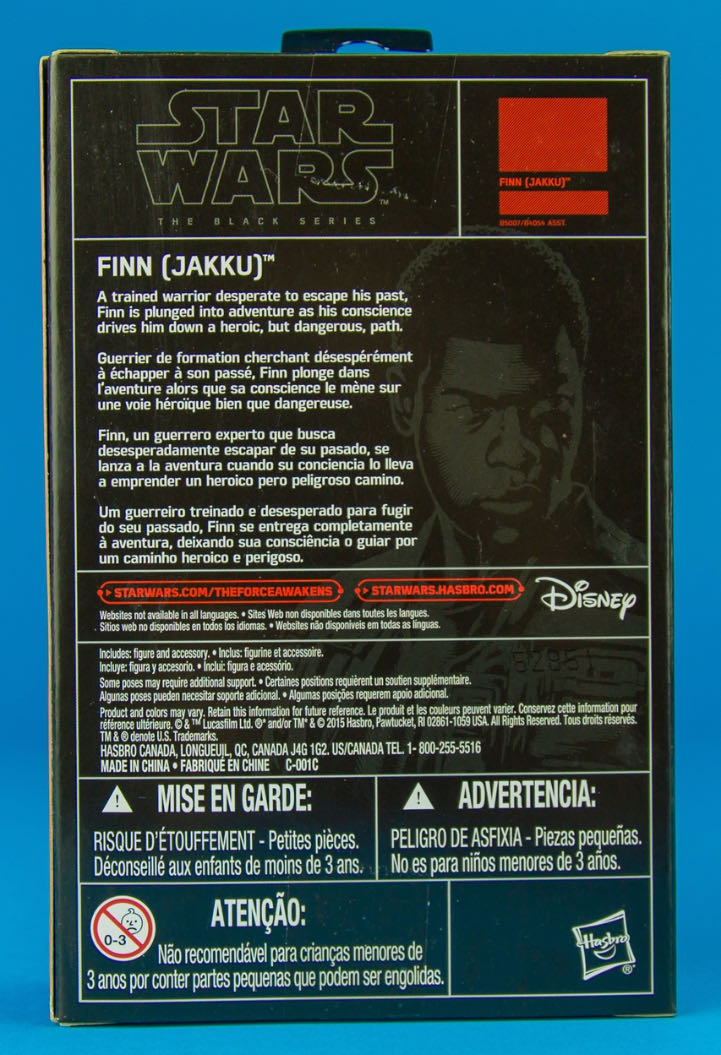 STAR
WARS™
THE BLACK SERIES
FINN (JAKKU)™
B5007/B4054 ASST.
FINN (JAKKU)™
A trained warrior desperate to escape his past,
Finn is plunged into adventure as his conscience
drives him down a heroic, but dangerous, path.
Guerrier de formation cherchant désespérément
à échapper à son passé, Finn plonge dans
l'aventure alors que sa conscience le mène sur
une voie héroïque bien que dangereuse.
Finn, un guerrero experto que busca
desesperadamente escapar de su pasado, se
lanza a la aventura cuando su conciencia lo lleva
a emprender un heroico pero peligroso camino.
Um guerreiro treinado e desesperado para fugir
do seu passado, Finn se entrega completamente
à aventura, deixando sua consciência o guiar por
um caminho heroico e perigoso.
STARWARS.COM/THEFORCEAWAKENS STARWARS.HASBRO.COM Disney
Websites not available in all languages. • Sites Web non disponibles dans toutes les langues.
Sitios web no disponibles en todos los idiomas. • Websites não disponíveis em todas as línguas.
Includes: figure and accessory. • Inclus: figurine et accessoire.
Incluye: figura y accesorio. • Inclui: figura e acessório.
Some poses may require additional support. • Certaines positions requièrent un soutien supplémentaire.
Algunas poses pueden necesitar soporte adicional. • Algumas posições requerem apoio adicional.
Product and colors may vary. Retain this information for future reference. Le produit et les couleurs peuvent varier. Conservez cette information pour
référence ultérieure. © & ™ Lucasfilm Ltd. ®* and/or TM* & © 2015 Hasbro, Pawtucket, RI 02861-1059 USA. All Rights Reserved. Tous droits réservés.
TM & ® denote U.S. Trademarks.
HASBRO CANADA, LONGUEUIL, QC, CANADA J4G 1G2. US/CANADA TEL. 1- 800-255-5516
MADE IN CHINA • FABRIQUÉ EN CHINE C-001C
MISE EN GARDE:
RISQUE D'ÉTOUFFEMENT - Petites pièces.
Déconseillé aux enfants de moins de 3 ans.
ADVERTENCIA:
PELIGRO DE ASFIXIA - Piezas pequeñas.
No es para niños menores de 3 años.
0-3
ATENÇÃO:
Não recomendável para crianças menores de
3 anos por conter partes pequenas que podem ser engolidas.
Hasbro®